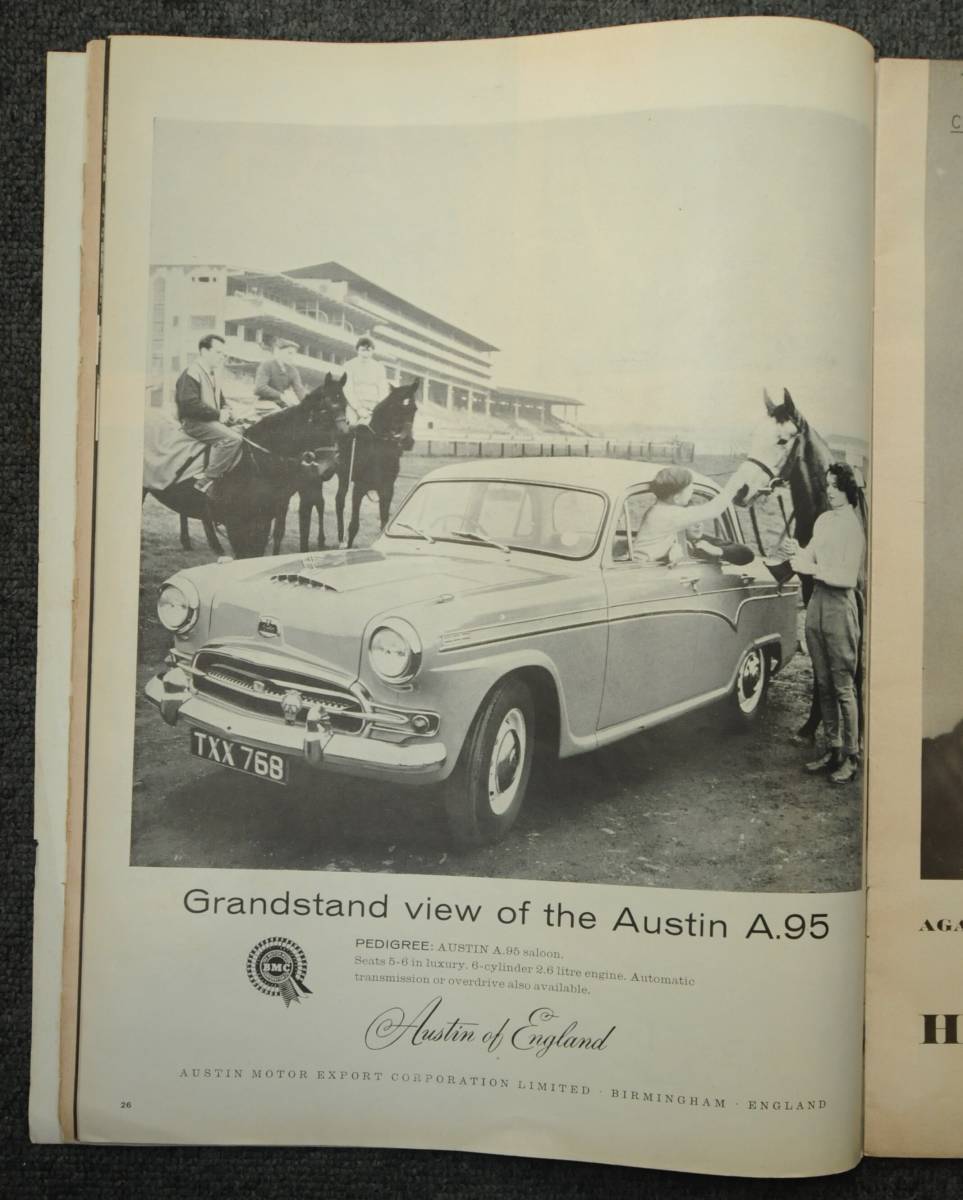 TXX 768
Grandstand view of the Austin A.95
BMC
PEDIGREE: AUSTIN A.95 saloon.
Seats 5-6 in luxury. 6-cylinder 2.6 litre engine. Automatic
transmission or overdrive also available.
Austin of England
AUSTIN MOTOR EXPORT CORPORATION LIMITED · BIRMINGHAM · ENGLAND
26
C
AGA
H